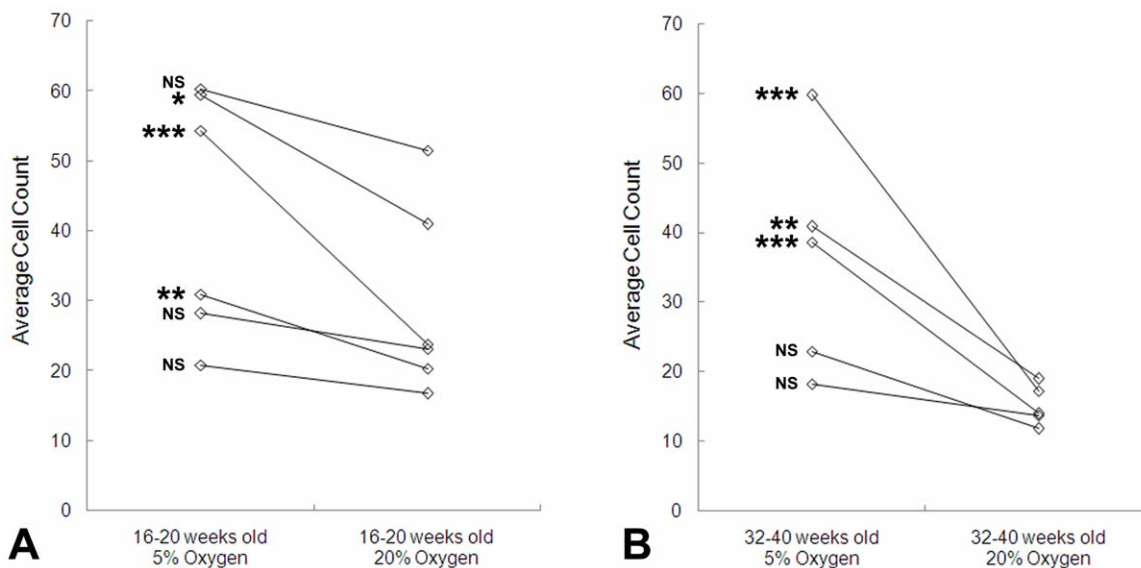 70
60
50
40
30
20
10
0
Average Cell Count
NS
*
***
**
NS
NS
16-20 weeks old
5% Oxygen
16-20 weeks old
20% Oxygen
A
70
60
50
40
30
20
10
0
Average Cell Count
***
**
***
NS
NS
32-40 weeks old
5% Oxygen
32-40 weeks old
20% Oxygen
B